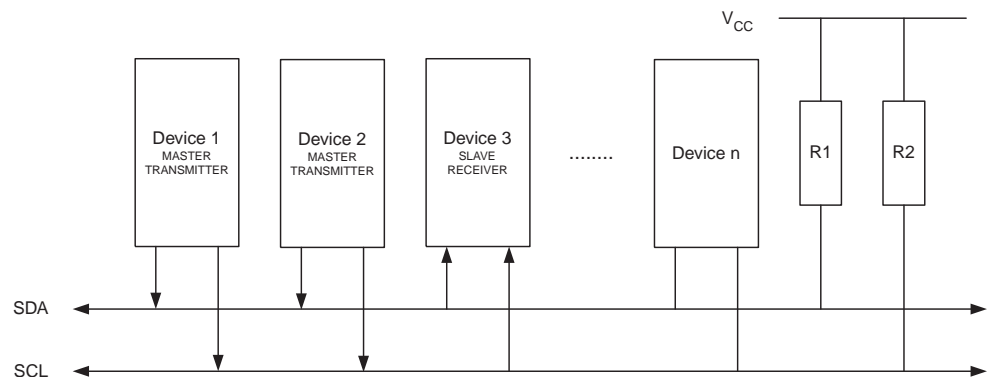 VCC
Device 1
MASTER
TRANSMITTER
Device 2
MASTER
TRANSMITTER
Device 3
SLAVE
RECEIVER
........
Device n
R1
R2
SDA
SCL